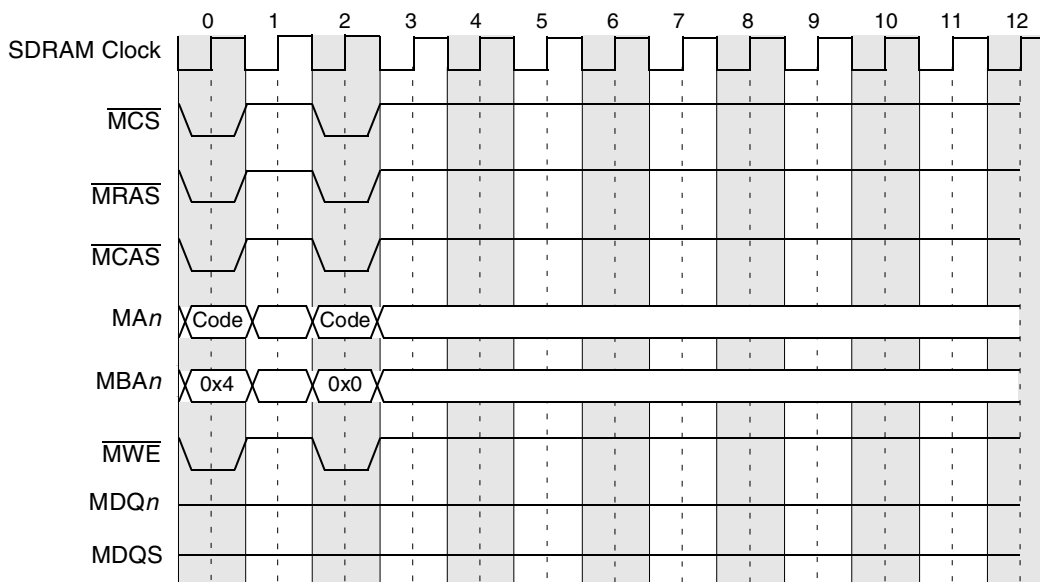 0 1 2 3 4 5 6 7 8 9 10 11 12
SDRAM Clock
MCS
MRAS
MCAS
MAn Code Code
MBAn 0x4 0x0
MWE
MDQn
MDQS